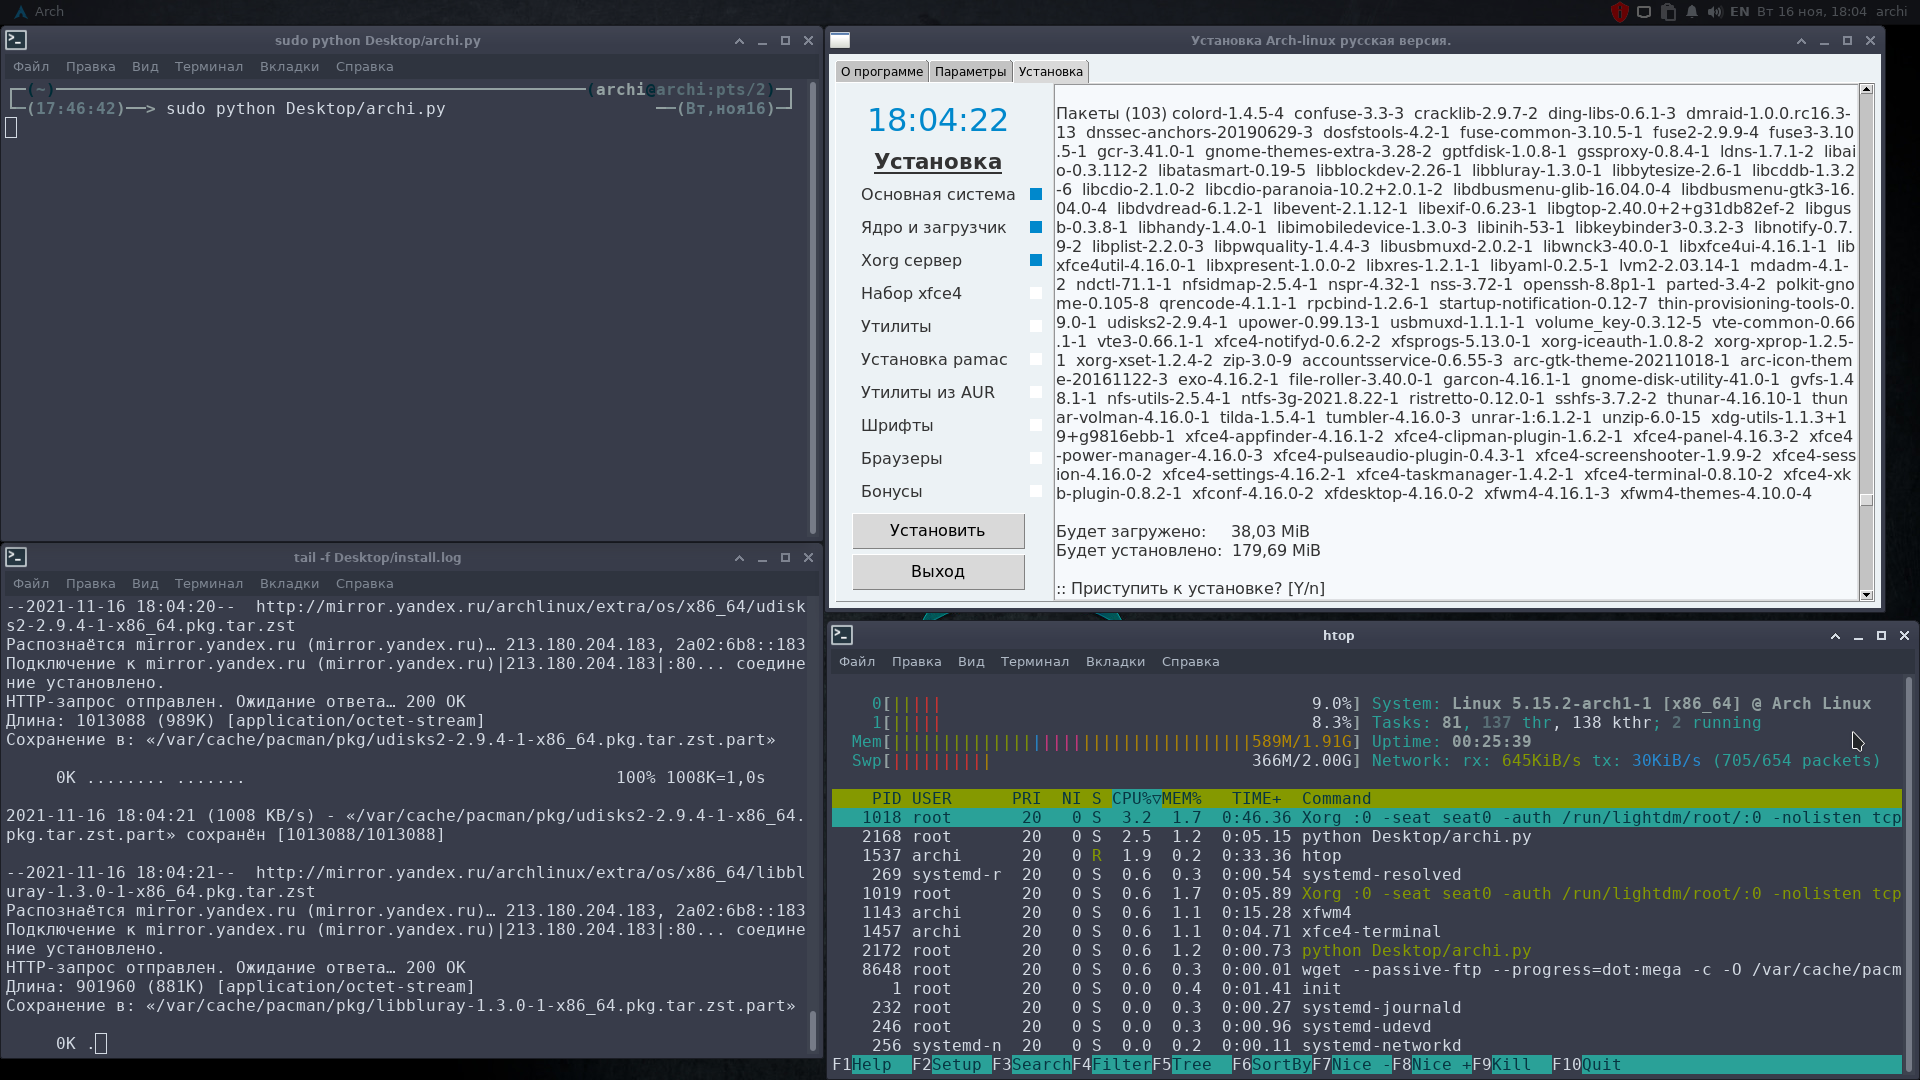 Arch
EN Вт 16 ноя, 18:04 archi
sudo python Desktop/archi.py
Файл Правка Вид Терминал Вкладки Справка
(~) (archi@archi:pts/2)
(17:46:42)──> sudo python Desktop/archi.py ──(Вт,ноя16)
Установка Arch-linux русская версия.
О программе Параметры Установка
18:04:22
Установка
Основная система
Ядро и загрузчик
Xorg сервер
Набор xfce4
Утилиты
Установка pamac
Утилиты из AUR
Шрифты
Браузеры
Бонусы
Установить
Выход
Пакеты (103) colord-1.4.5-4 confuse-3.3-3 cracklib-2.9.7-2 ding-libs-0.6.1-3 dmraid-1.0.0.rc16.3-
13 dnssec-anchors-20190629-3 dosfstools-4.2-1 fuse-common-3.10.5-1 fuse2-2.9.9-4 fuse3-3.10
.5-1 gcr-3.41.0-1 gnome-themes-extra-3.28-2 gptfdisk-1.0.8-1 gssproxy-0.8.4-1 ldns-1.7.1-2 libai
o-0.3.112-2 libatasmart-0.19-5 libblockdev-2.26-1 libbluray-1.3.0-1 libbytesize-2.6-1 libcddb-1.3.2
-6 libcdio-2.1.0-2 libcdio-paranoia-10.2+2.0.1-2 libdbusmenu-glib-16.04.0-4 libdbusmenu-gtk3-16.
04.0-4 libdvdread-6.1.2-1 libevent-2.1.12-1 libexif-0.6.23-1 libgtop-2.40.0+2+g31db82ef-2 libgus
b-0.3.8-1 libhandy-1.4.0-1 libimobiledevice-1.3.0-3 libinih-53-1 libkeybinder3-0.3.2-3 libnotify-0.7.
9-2 libplist-2.2.0-3 libpwquality-1.4.4-3 libusbmuxd-2.0.2-1 libwnck3-40.0-1 libxfce4ui-4.16.1-1 lib
xfce4util-4.16.0-1 libxpresent-1.0.0-2 libxres-1.2.1-1 libyaml-0.2.5-1 lvm2-2.03.14-1 mdadm-4.1-
2 ndctl-71.1-1 nfsidmap-2.5.4-1 nspr-4.32-1 nss-3.72-1 openssh-8.8p1-1 parted-3.4-2 polkit-gno
me-0.105-8 qrencode-4.1.1-1 rpcbind-1.2.6-1 startup-notification-0.12-7 thin-provisioning-tools-0.
9.0-1 udisks2-2.9.4-1 upower-0.99.13-1 usbmuxd-1.1.1-1 volume_key-0.3.12-5 vte-common-0.66
.1-1 vte3-0.66.1-1 xfce4-notifyd-0.6.2-2 xfsprogs-5.13.0-1 xorg-iceauth-1.0.8-2 xorg-xprop-1.2.5-
1 xorg-xset-1.2.4-2 zip-3.0-9 accountsservice-0.6.55-3 arc-gtk-theme-20211018-1 arc-icon-them
e-20161122-3 exo-4.16.2-1 file-roller-3.40.0-1 garcon-4.16.1-1 gnome-disk-utility-41.0-1 gvfs-1.4
8.1-1 nfs-utils-2.5.4-1 ntfs-3g-2021.8.22-1 ristretto-0.12.0-1 sshfs-3.7.2-2 thunar-4.16.10-1 thun
ar-volman-4.16.0-1 tilda-1.5.4-1 tumbler-4.16.0-3 unrar-1:6.1.2-1 unzip-6.0-15 xdg-utils-1.1.3+1
9+g9816ebb-1 xfce4-appfinder-4.16.1-2 xfce4-clipman-plugin-1.6.2-1 xfce4-panel-4.16.3-2 xfce4
-power-manager-4.16.0-3 xfce4-pulseaudio-plugin-0.4.3-1 xfce4-screenshooter-1.9.9-2 xfce4-sess
ion-4.16.0-2 xfce4-settings-4.16.2-1 xfce4-taskmanager-1.4.2-1 xfce4-terminal-0.8.10-2 xfce4-xk
b-plugin-0.8.2-1 xfconf-4.16.0-2 xfdesktop-4.16.0-2 xfwm4-4.16.1-3 xfwm4-themes-4.10.0-4
Будет загружено: 38,03 MiB
Будет установлено: 179,69 MiB
:: Приступить к установке? [Y/n]
tail -f Desktop/install.log
Файл Правка Вид Терминал Вкладки Справка
--2021-11-16 18:04:20-- http://mirror.yandex.ru/archlinux/extra/os/x86_64/udisk
s2-2.9.4-1-x86_64.pkg.tar.zst
Распознаётся mirror.yandex.ru (mirror.yandex.ru)… 213.180.204.183, 2a02:6b8::183
Подключение к mirror.yandex.ru (mirror.yandex.ru)|213.180.204.183|:80... соедине
ние установлено.
HTTP-запрос отправлен. Ожидание ответа… 200 OK
Длина: 1013088 (989K) [application/octet-stream]
Сохранение в: «/var/cache/pacman/pkg/udisks2-2.9.4-1-x86_64.pkg.tar.zst.part»
0K ........ ....... 100% 1008K=1,0s
2021-11-16 18:04:21 (1008 KB/s) - «/var/cache/pacman/pkg/udisks2-2.9.4-1-x86_64.
pkg.tar.zst.part» сохранён [1013088/1013088]
--2021-11-16 18:04:21-- http://mirror.yandex.ru/archlinux/extra/os/x86_64/libbl
uray-1.3.0-1-x86_64.pkg.tar.zst
Распознаётся mirror.yandex.ru (mirror.yandex.ru)… 213.180.204.183, 2a02:6b8::183
Подключение к mirror.yandex.ru (mirror.yandex.ru)|213.180.204.183|:80... соедине
ние установлено.
HTTP-запрос отправлен. Ожидание ответа… 200 OK
Длина: 901960 (881K) [application/octet-stream]
Сохранение в: «/var/cache/pacman/pkg/libbluray-1.3.0-1-x86_64.pkg.tar.zst.part»
0K .
htop
Файл Правка Вид Терминал Вкладки Справка
0[||||| 9.0%] System: Linux 5.15.2-arch1-1 [x86_64] @ Arch Linux
1[||||| 8.3%] Tasks: 81, 137 thr, 138 kthr; 2 running
Mem[||||||||||||||||||||||||||||||||||||589M/1.91G] Uptime: 00:25:39
Swp[|||||||||| 366M/2.00G] Network: rx: 645KiB/s tx: 30KiB/s (705/654 packets)
PID USER PRI NI S CPU%▽MEM% TIME+ Command
1018 root 20 0 S 3.2 1.7 0:46.36 Xorg :0 -seat seat0 -auth /run/lightdm/root/:0 -nolisten tcp
2168 root 20 0 S 2.5 1.2 0:05.15 python Desktop/archi.py
1537 archi 20 0 R 1.9 0.2 0:33.36 htop
269 systemd-r 20 0 S 0.6 0.3 0:00.54 systemd-resolved
1019 root 20 0 S 0.6 1.7 0:05.89 Xorg :0 -seat seat0 -auth /run/lightdm/root/:0 -nolisten tcp
1143 archi 20 0 S 0.6 1.1 0:15.28 xfwm4
1457 archi 20 0 S 0.6 1.1 0:04.71 xfce4-terminal
2172 root 20 0 S 0.6 1.2 0:00.73 python Desktop/archi.py
8648 root 20 0 S 0.6 0.3 0:00.01 wget --passive-ftp --progress=dot:mega -c -O /var/cache/pacm
1 root 20 0 S 0.0 0.4 0:01.41 init
232 root 20 0 S 0.0 0.3 0:00.27 systemd-journald
246 root 20 0 S 0.0 0.3 0:00.96 systemd-udevd
256 systemd-n 20 0 S 0.0 0.2 0:00.11 systemd-networkd
F1Help F2Setup F3SearchF4FilterF5Tree F6SortByF7Nice -F8Nice +F9Kill F10Quit